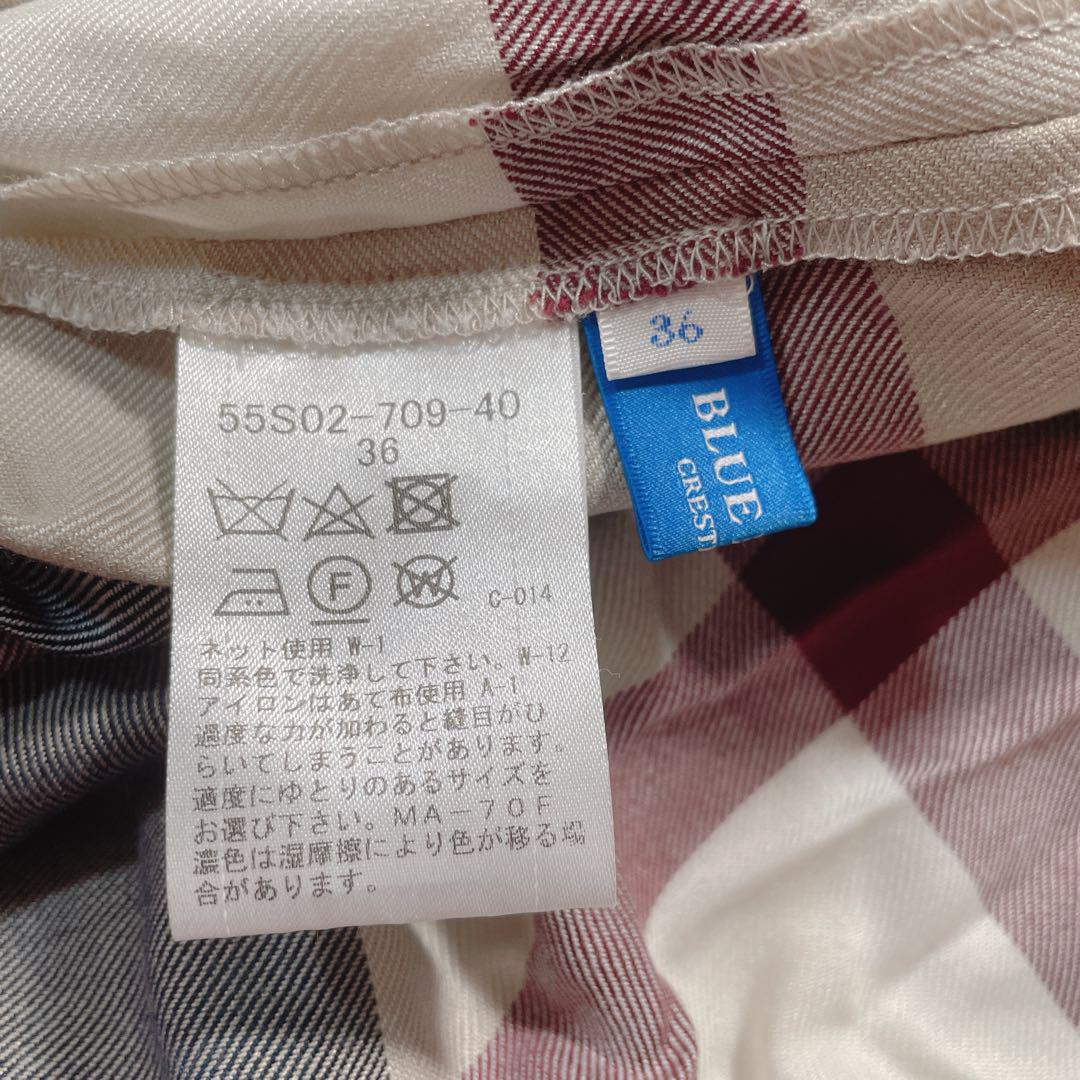 55S02-709-40
36
F
W
C-014
ネット使用 W-1
同系色で洗浄して下さい。W-12
アイロンはあて布使用 A-1
過度な力が加わると縫目がひ
らいてしまうことがあります。
適度にゆとりのあるサイズを
お選び下さい。MA-70F
濃色は湿摩擦により色が移る場
合があります。
36
BLUE
CREST